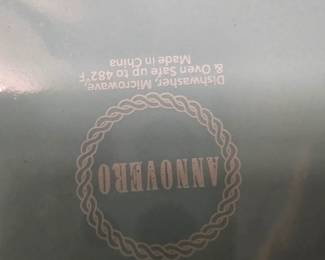 ANNOVERO
Dishwasher, Microwave,
& Oven Safe up to 482°F
Made in China